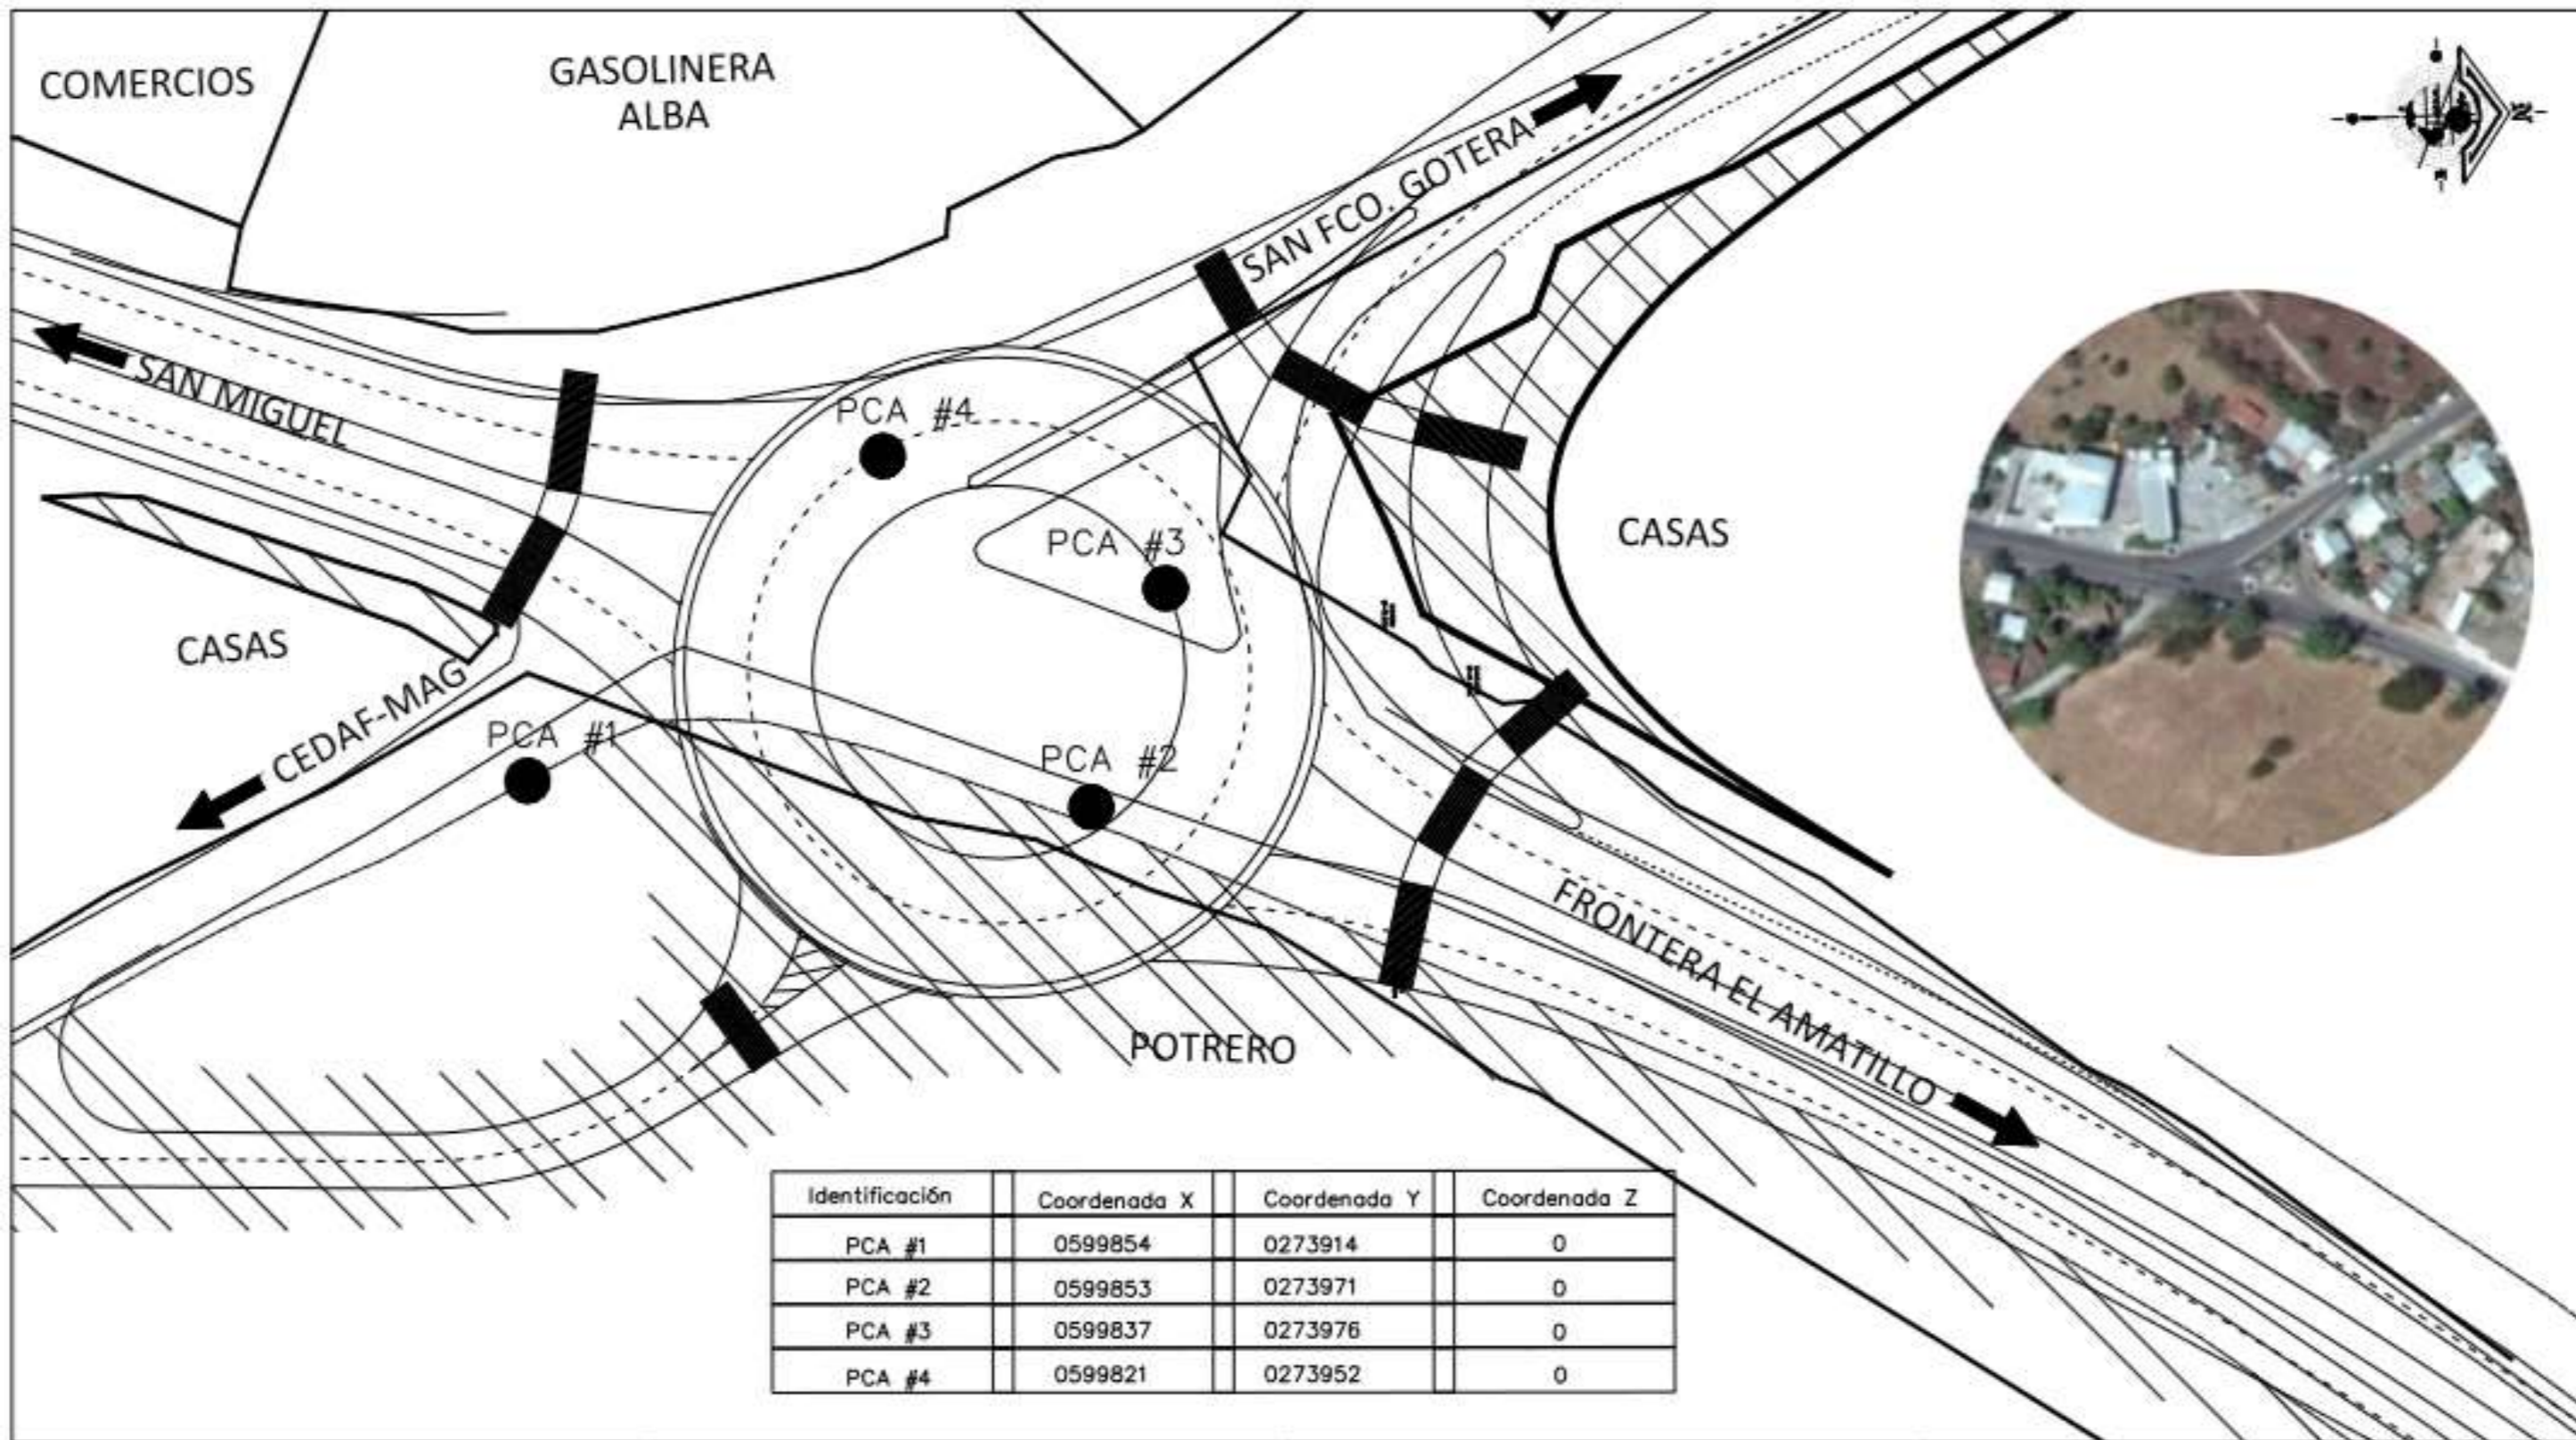 COMERCIOS
GASOLINERA
ALBA
SAN FCO. GOTERA
N
E
SAN MIGUEL
PCA #4
PCA #3
CASAS
CASAS
CEDAF-MAG
PCA #1
PCA #2
FRONTERA EL AMATILLO
POTRERO
Identificación Coordenada X Coordenada Y Coordenada Z
PCA #1 0599854 0273914 0
PCA #2 0599853 0273971 0
PCA #3 0599837 0273976 0
PCA #4 0599821 0273952 0